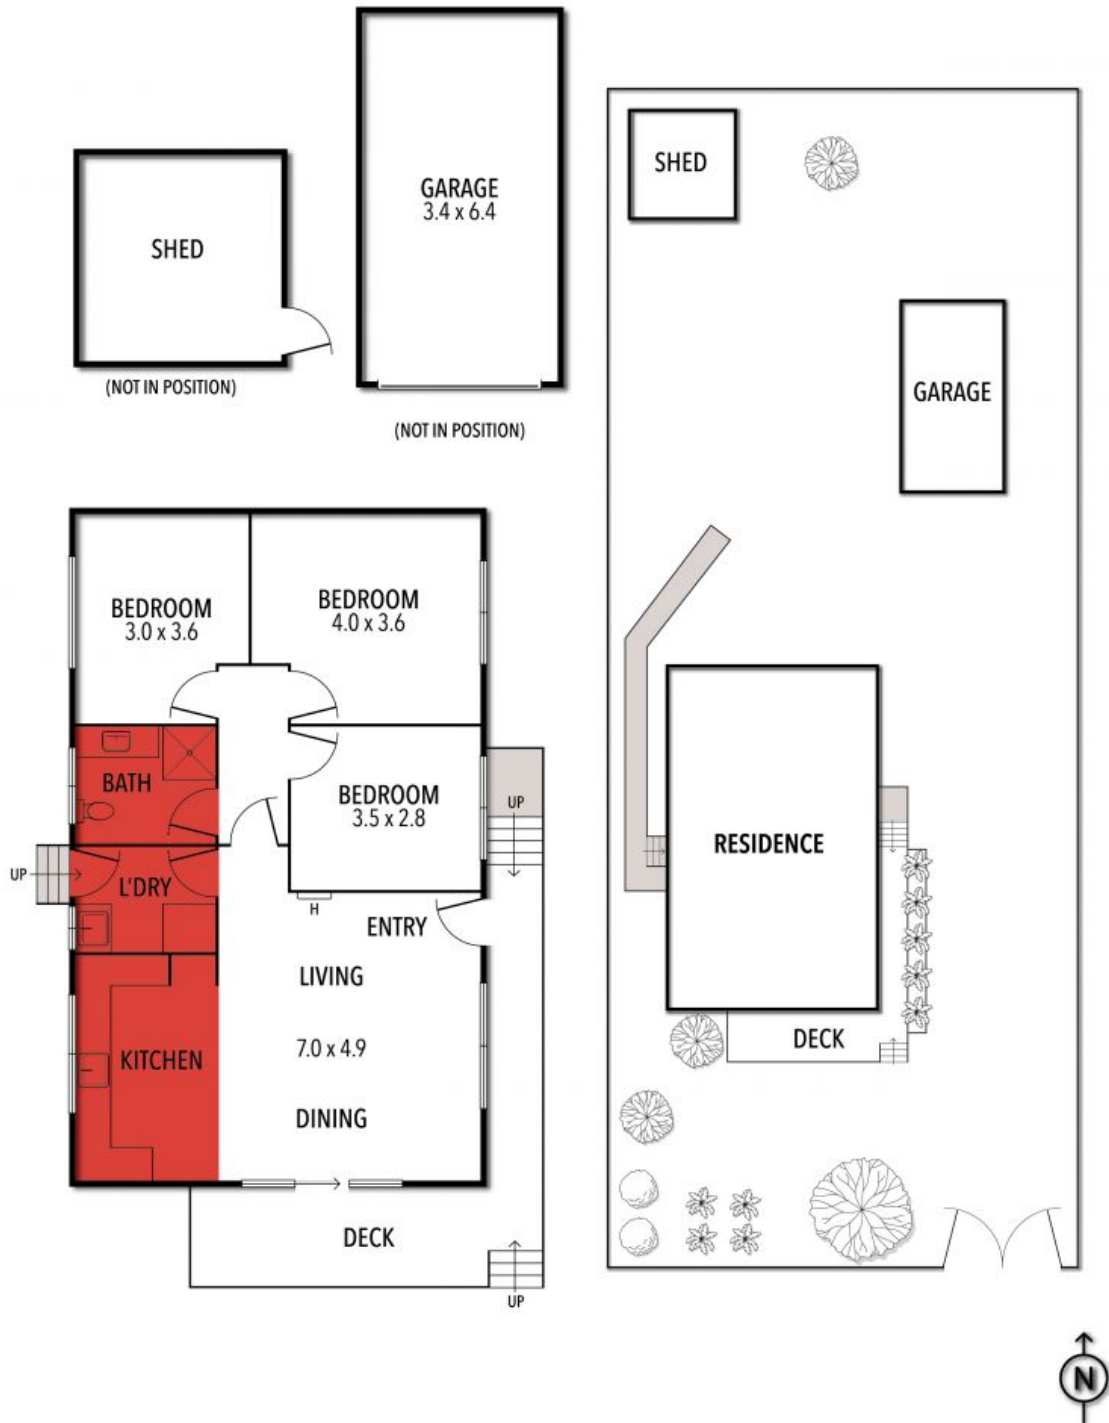 GARAGE
3.4 x 6.4
SHED
(NOT IN POSITION)
(NOT IN POSITION)
SHED
GARAGE
BEDROOM
3.0 x 3.6
BEDROOM
4.0 x 3.6
BATH
BEDROOM
3.5 x 2.8
UP
UP
L'DRY
H
ENTRY
LIVING
7.0 x 4.9
KITCHEN
DINING
DECK
UP
RESIDENCE
DECK
N